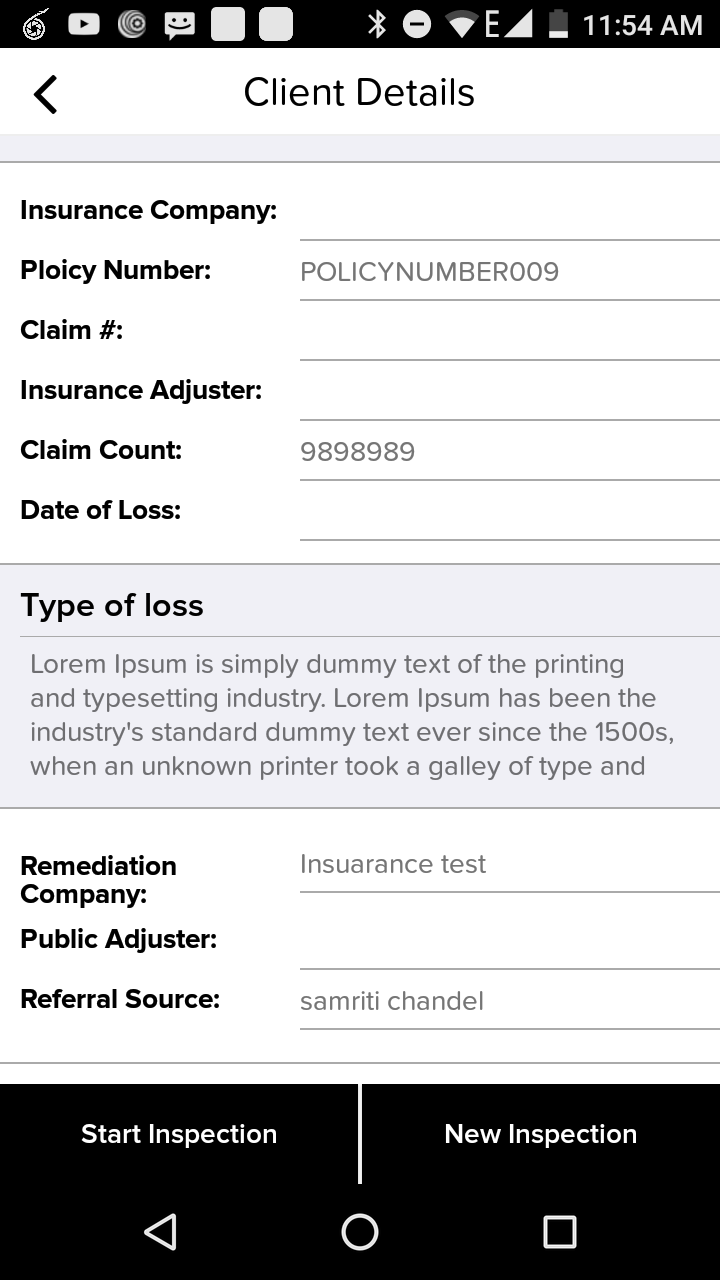 E 11:54 AM
Client Details
Insurance Company:
Ploicy Number: POLICYNUMBER009
Claim #:
Insurance Adjuster:
Claim Count: 9898989
Date of Loss:
Type of loss
Lorem Ipsum is simply dummy text of the printing
and typesetting industry. Lorem Ipsum has been the
industry's standard dummy text ever since the 1500s,
when an unknown printer took a galley of type and
Remediation Insuarance test
Company:
Public Adjuster:
Referral Source: samriti chandel
Start Inspection New Inspection